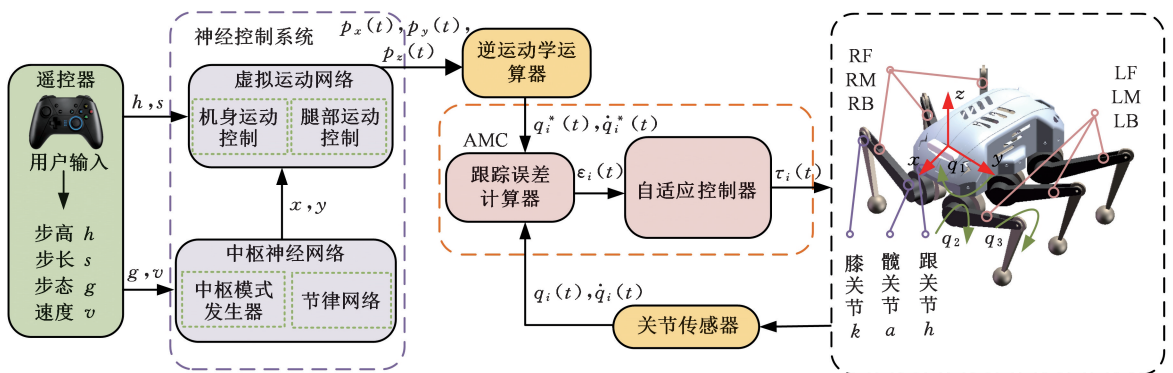 遥控器
用户输入
步高 h
步长 s
步态 g
速度 v
h,s
g,v
神经控制系统
虚拟运动网络
机身运动
控制
腿部运动
控制
x,y
中枢神经网络
中枢模式
发生器
节律网络
p_x(t),p_y(t),
p_z(t)
逆运动学运
算器
q_i^*(t),q̇_i^*(t)
AMC
跟踪误差
计算器
ε_i(t)
自适应控制器
τ_i(t)
q_i(t),q̇_i(t)
关节传感器
RF
RM
RB
LF
LM
LB
z
x
y
q_1
q_2
q_3
膝关节 k
髋关节 a
跟关节 h